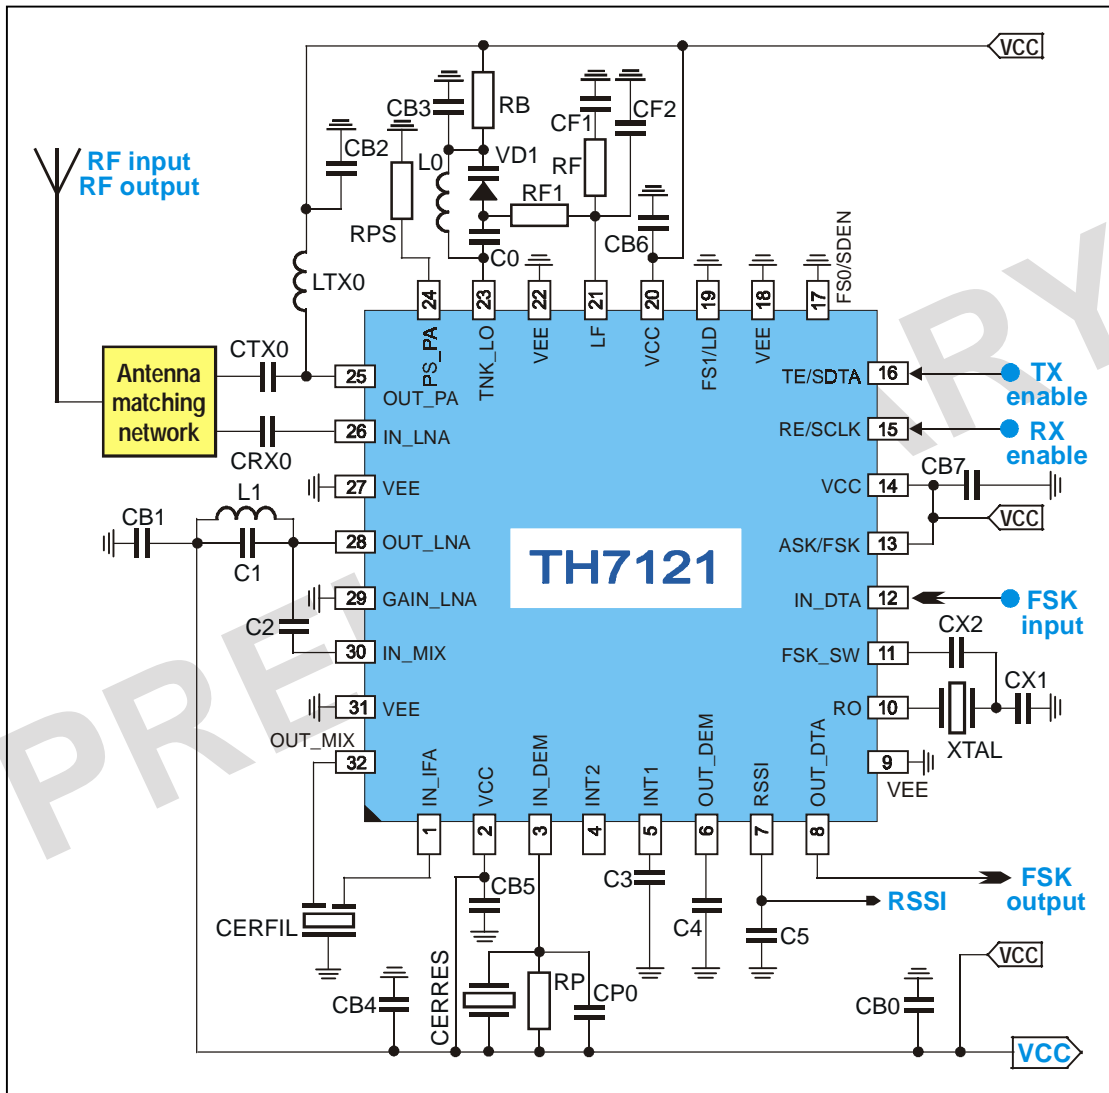 VCC
CB3
RB
CF1
CF2
CB2
L0
VD1
RF
RF input
RF output
RF1
RPS
C0
CB6
FS0/SDEN
LTX0
24
23
22
21
20
19
18
17
PS_PA
TNK_LO
VEE
LF
VCC
FS1/LD
VEE
CTX0
Antenna
matching
network
25
OUT_PA
TE/SDTA
16
TX
enable
26
IN_LNA
RE/SCLK
15
RX
enable
CRX0
27
VEE
VCC
14
CB7
L1
CB1
C1
28
OUT_LNA
ASK/FSK
13
VCC
TH7121
29
GAIN_LNA
IN_DTA
12
FSK
input
C2
30
IN_MIX
FSK_SW
11
CX2
31
VEE
RO
10
CX1
XTAL
OUT_MIX
32
9
VEE
IN_IFA
VCC
IN_DEM
INT2
INT1
OUT_DEM
RSSI
OUT_DTA
1
2
3
4
5
6
7
8
CB5
C3
C4
C5
RSSI
FSK
output
CERFIL
CERRES
RP
CP0
CB4
CB0
VCC
VCC
PRELI
ARY